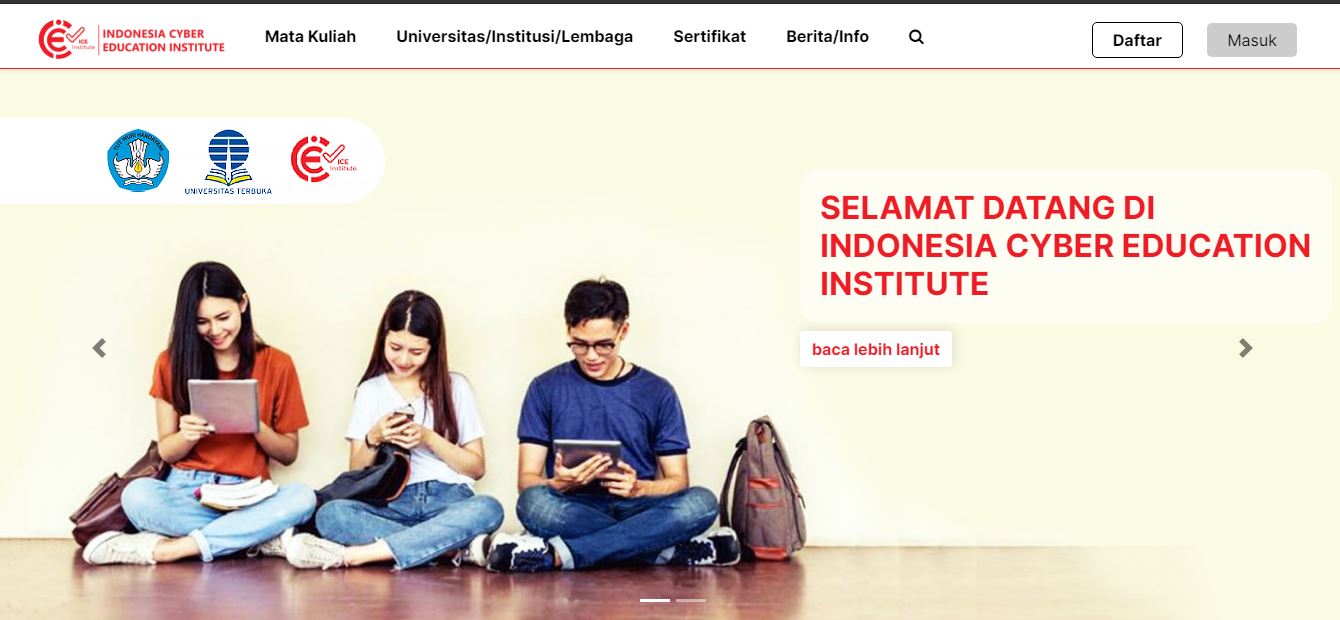 INDONESIA CYBER
EDUCATION INSTITUTE
ICE
Institute
Mata Kuliah
Universitas/Institusi/Lembaga
Sertifikat
Berita/Info
Daftar
Masuk
TUT WURI HANDAYANI
UNIVERSITAS TERBUKA
ICE
Institute
SELAMAT DATANG DI
INDONESIA CYBER EDUCATION
INSTITUTE
baca lebih lanjut